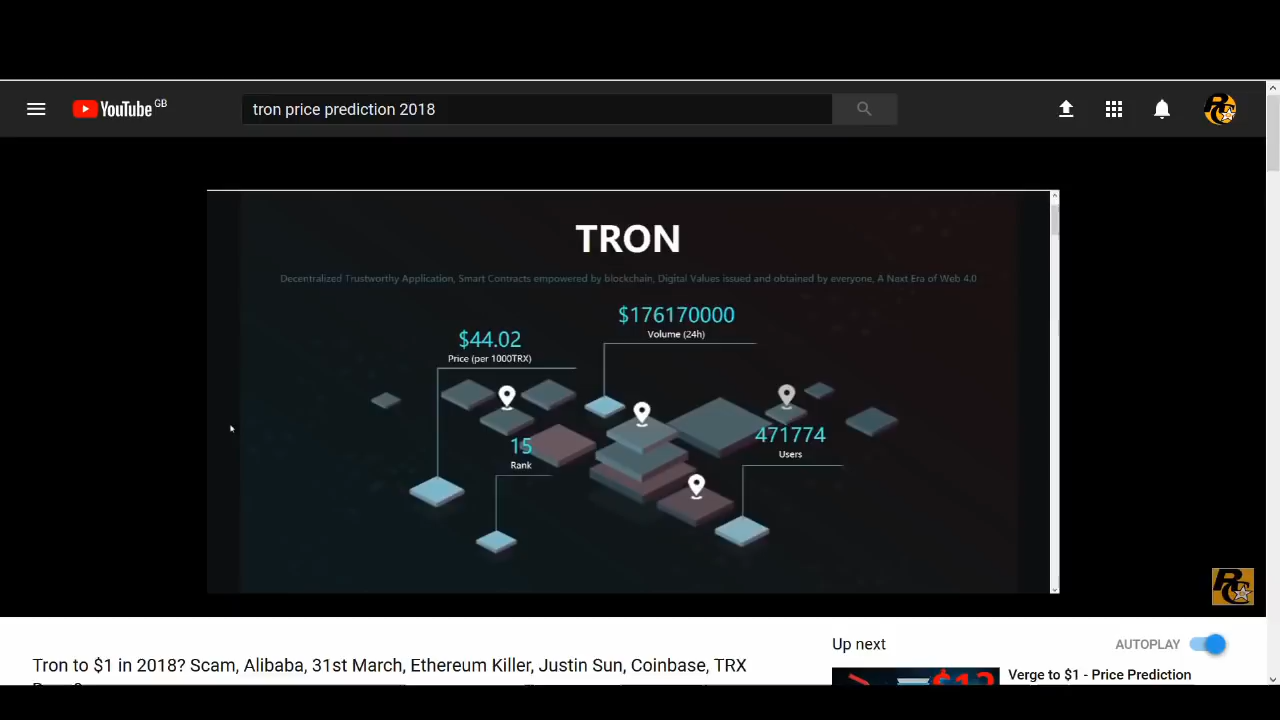 YouTube GB
tron price prediction 2018
TRON
Decentralized Trustworthy Application, Smart Contracts empowered by blockchain, Digital Values issued and obtained by everyone, A Next Era of Web 4.0
$176170000
Volume (24h)
$44.02
Price (per 1000TRX)
471774
Users
15
Rank
Up next
AUTOPLAY
Tron to $1 in 2018? Scam, Alibaba, 31st March, Ethereum Killer, Justin Sun, Coinbase, TRX
Verge to $1 - Price Prediction